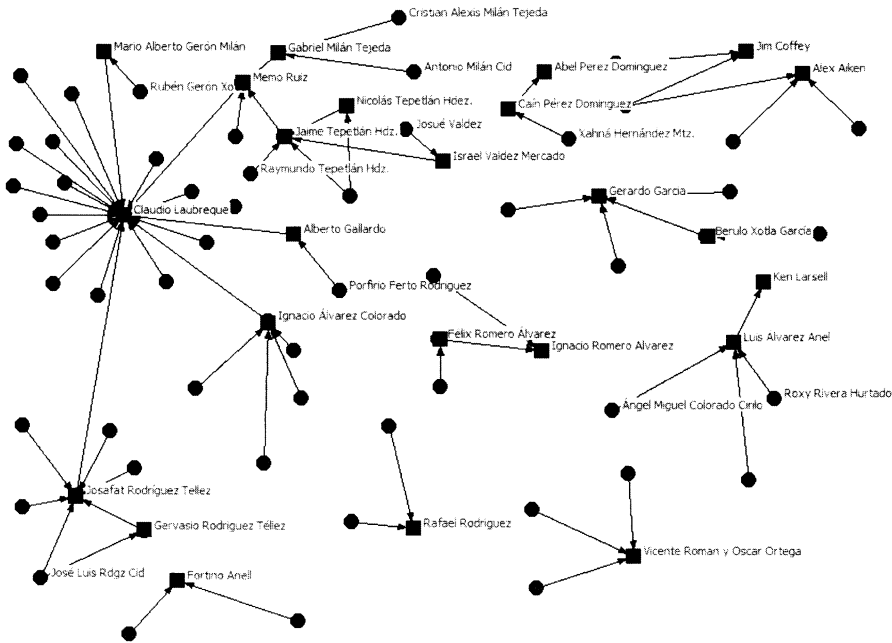 Cristian Alexis Milán Tejeda
Mario Alberto Gerón Milán
Gabriel Milán Tejeda
Jim Coffey
Antonio Milán Cid
Abel Perez Dominguez
Alex Aiken
Rubén Gerón Xo
Memo Ruiz
Nicolás Tepetlán Hdez.
Caín Pérez Dominguez
Josué Valdez
Jaime Tepetlán Hdz.
Xahná Hernández Mtz.
Israel Valdez Mercado
Raymundo Tepetlán Hdz.
Gerardo Garcia
Claudio Laubreque
Alberto Gallardo
Berulo Xotla García
Porfirio Ferto Rodriguez
Ken Larsell
Ignacio Álvarez Colorado
Felix Romero Álvarez
Ignacio Romero Alvarez
Luis Álvarez Anel
Roxy Rivera Hurtado
Ángel Miguel Colorado Cirilo
Josafat Rodriguez Tellez
Gervasio Rodriguez Téllez
Rafael Rodriguez
Vicente Roman y Oscar Ortega
José Luis Rdgz Cid
Fortino Anell